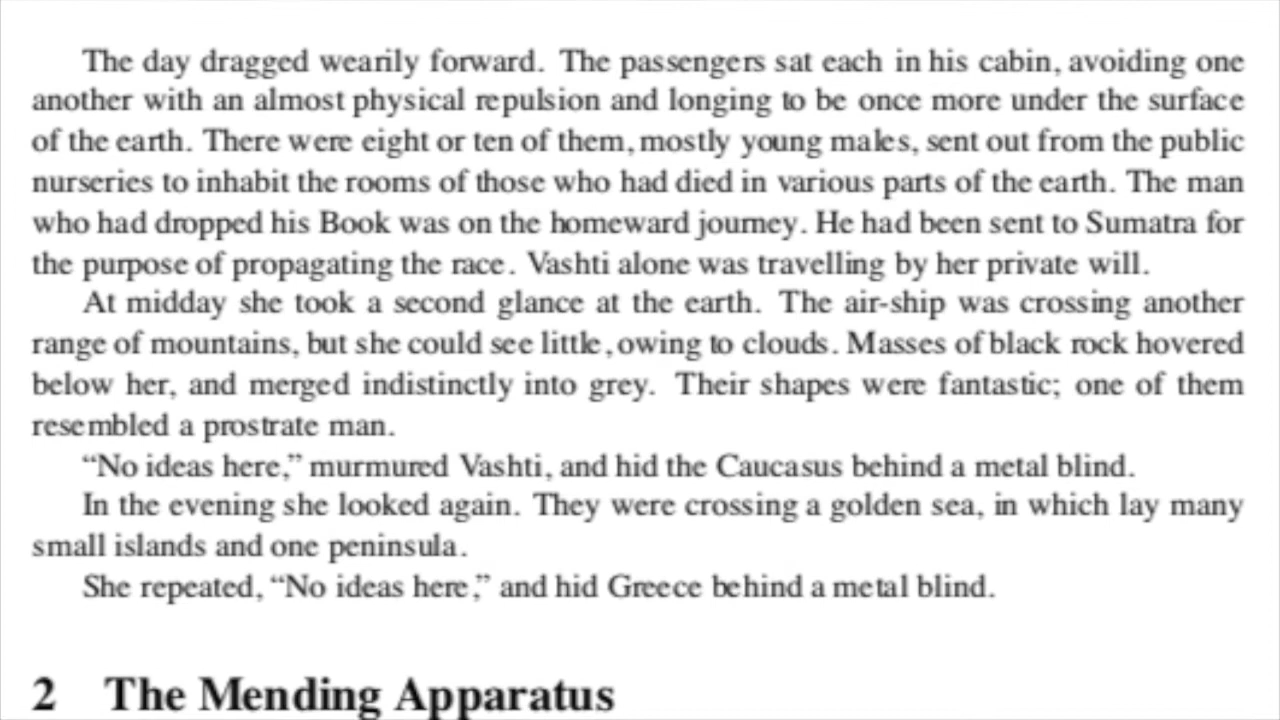 The day dragged wearily forward. The passengers sat each in his cabin, avoiding one
another with an almost physical repulsion and longing to be once more under the surface
of the earth. There were eight or ten of them, mostly young males, sent out from the public
nurseries to inhabit the rooms of those who had died in various parts of the earth. The man
who had dropped his Book was on the homeward journey. He had been sent to Sumatra for
the purpose of propagating the race. Vashti alone was travelling by her private will.
At midday she took a second glance at the earth. The air-ship was crossing another
range of mountains, but she could see little, owing to clouds. Masses of black rock hovered
below her, and merged indistinctly into grey. Their shapes were fantastic; one of them
resembled a prostrate man.
“No ideas here,” murmured Vashti, and hid the Caucasus behind a metal blind.
In the evening she looked again. They were crossing a golden sea, in which lay many
small islands and one peninsula.
She repeated, “No ideas here,” and hid Greece behind a metal blind.
2 The Mending Apparatus